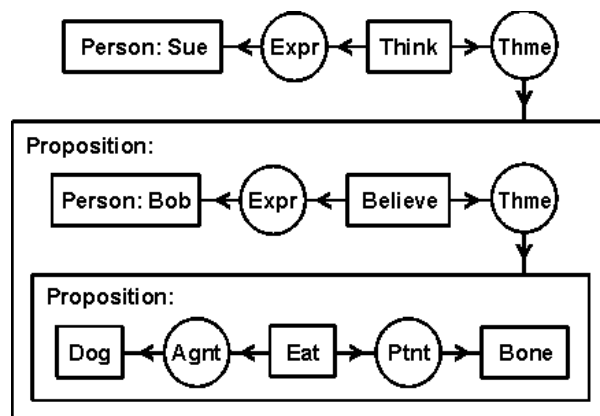 Person: Sue Expr Think Thme
Proposition:
Person: Bob Expr Believe Thme
Proposition:
Dog Agnt Eat Ptnt Bone